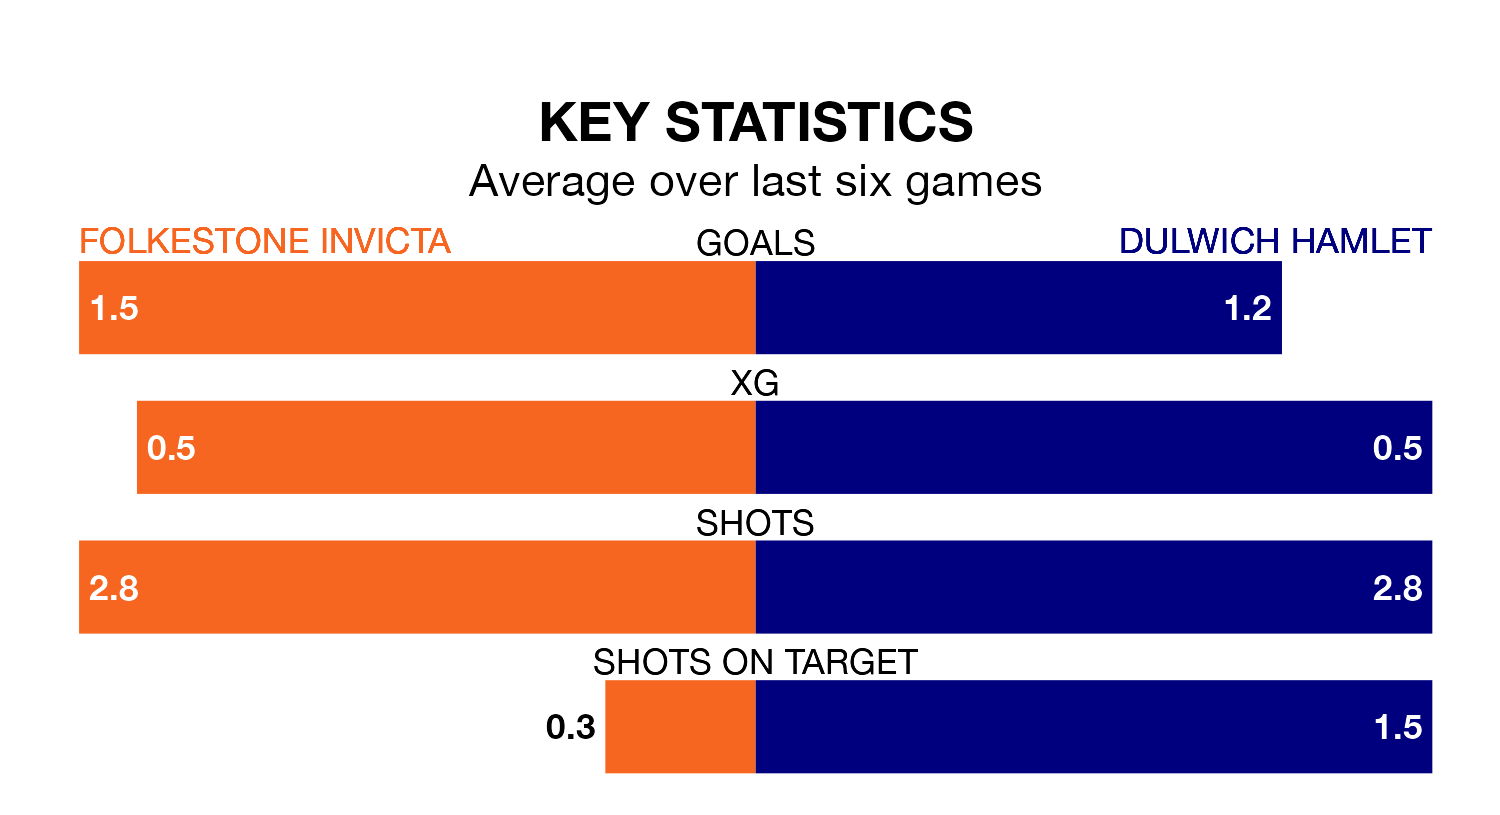 KEY STATISTICS
Average over last six games
FOLKESTONE INVICTA GOALS DULWICH HAMLET
1.5 1.2
XG
0.5 0.5
SHOTS
2.8 2.8
SHOTS ON TARGET
0.3 1.5